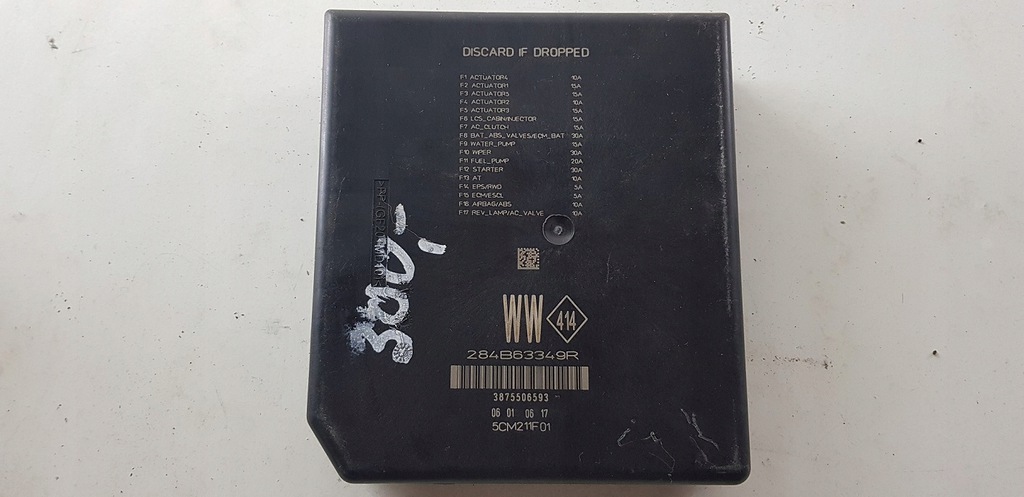 DISCARD IF DROPPED
F1 ACTUATOR4 10A
F2 ACTUATOR1 15A
F3 ACTUATOR5 15A
F4 ACTUATOR2 10A
F5 ACTUATOR3 15A
F6 LCS_CABIN/INJECTOR 15A
F7 AC_CLUTCH 15A
F8 BAT_ABS_VALVES/ECM_BAT 30A
F9 WATER_PUMP 15A
F10 WIPER 30A
F11 FUEL_PUMP 20A
F12 STARTER 30A
F13 AT 10A
F14 EPS/RWD 5A
F15 ECM/ESCL 5A
F16 AIRBAG/ABS 10A
F17 REV_LAMP/AC_VALVE 10A
300,-
WW 414
284B63349R
3875506593
06 01 06 17
5CM211F01